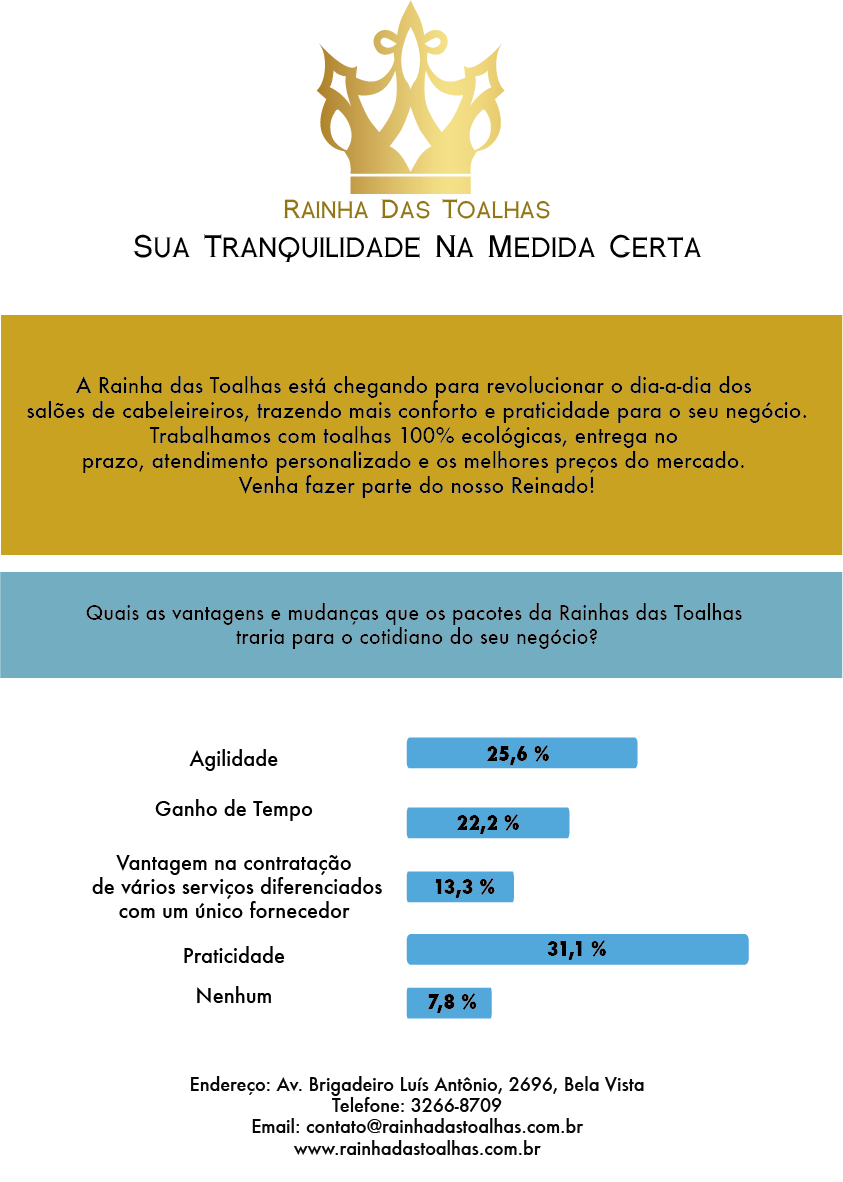 Rainha Das Toalhas
Sua Tranquilidade Na Medida Certa
A Rainha das Toalhas está chegando para revolucionar o dia-a-dia dos
salões de cabeleireiros, trazendo mais conforto e praticidade para o seu negócio.
Trabalhamos com toalhas 100% ecológicas, entrega no
prazo, atendimento personalizado e os melhores preços do mercado.
Venha fazer parte do nosso Reinado!
Quais as vantagens e mudanças que os pacotes da Rainhas das Toalhas
traria para o cotidiano do seu negócio?
Agilidade
25,6 %
Ganho de Tempo
22,2 %
Vantagem na contratação
de vários serviços diferenciados
com um único fornecedor
13,3 %
Praticidade
31,1 %
Nenhum
7,8 %
Endereço: Av. Brigadeiro Luís Antônio, 2696, Bela Vista
Telefone: 3266-8709
Email: contato@rainhadastoalhas.com.br
www.rainhadastoalhas.com.br